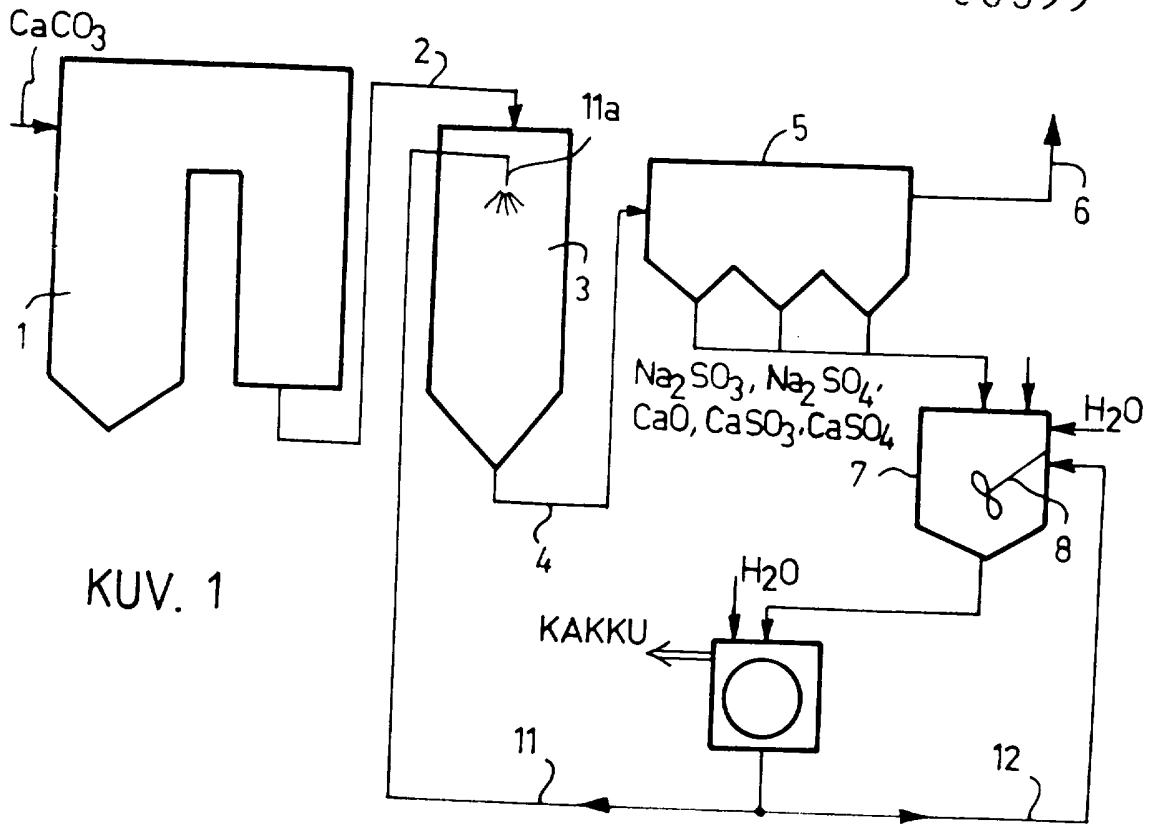 CaCO3
2
11a
5
6
3
1
Na2SO3, Na2SO4,
CaO, CaSO3, CaSO4
H2O
7
8
4
H2O
KUV. 1
KAKKU
11
12